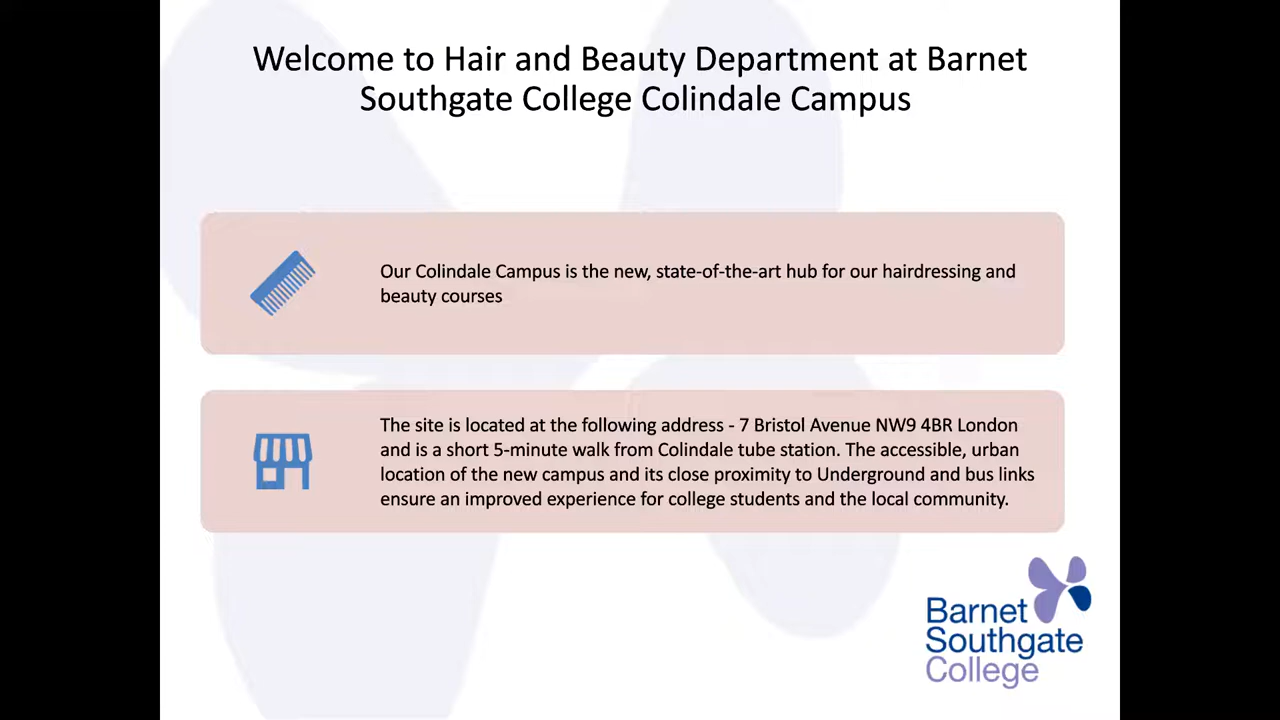 Welcome to Hair and Beauty Department at Barnet
Southgate College Colindale Campus
Our Colindale Campus is the new, state-of-the-art hub for our hairdressing and
beauty courses
The site is located at the following address - 7 Bristol Avenue NW9 4BR London
and is a short 5-minute walk from Colindale tube station. The accessible, urban
location of the new campus and its close proximity to Underground and bus links
ensure an improved experience for college students and the local community.
Barnet
Southgate
College